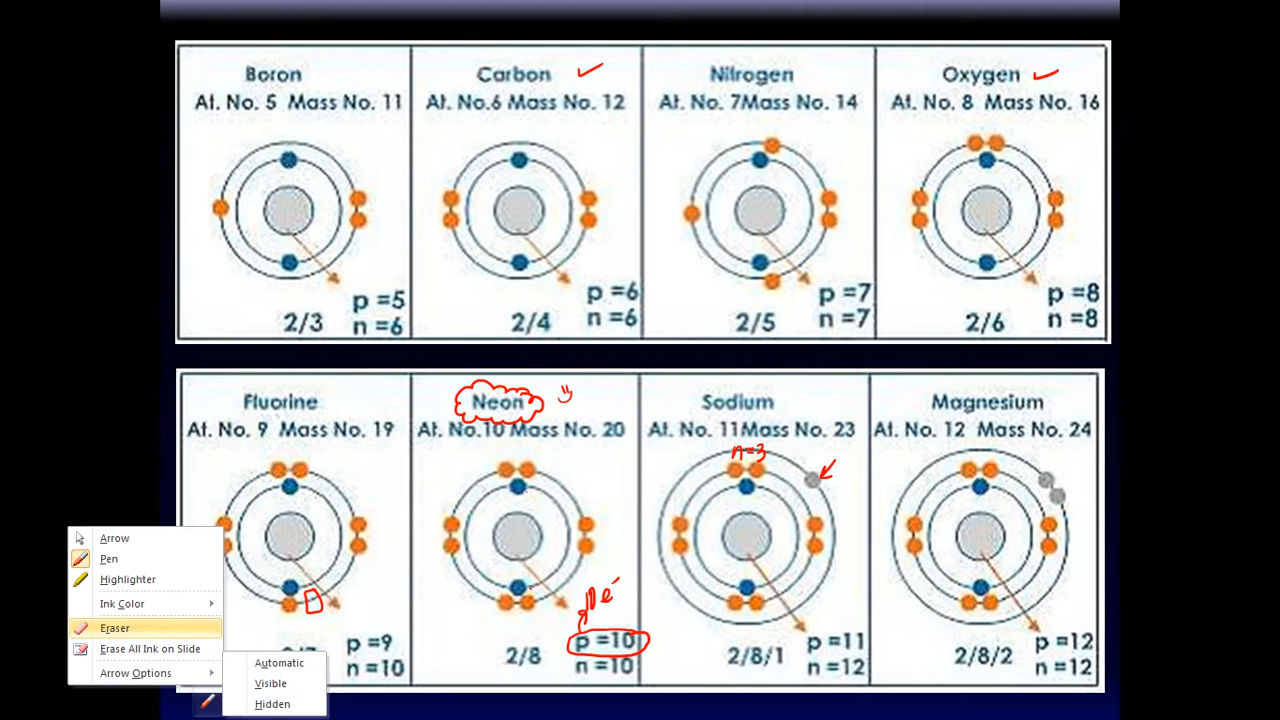 Boron
At. No. 5 Mass No. 11
p =5
2/3 n =6
Carbon
At. No.6 Mass No. 12
p =6
2/4 n =6
Nitrogen
At. No. 7Mass No. 14
p =7
2/5 n =7
Oxygen
At. No. 8 Mass No. 16
p =8
2/6 n =8
Fluorine
At. No. 9 Mass No. 19
p =9
n =10
Neon
At. No.10 Mass No. 20
p =10
2/8 n =10
Sodium
At. No. 11Mass No. 23
n=3
p =11
2/8/1 n =12
Magnesium
At. No. 12 Mass No. 24
p =12
2/8/2 n =12
Arrow
Pen
Highlighter
Ink Color
Eraser
Erase All Ink on Slide
Arrow Options
Automatic
Visible
Hidden